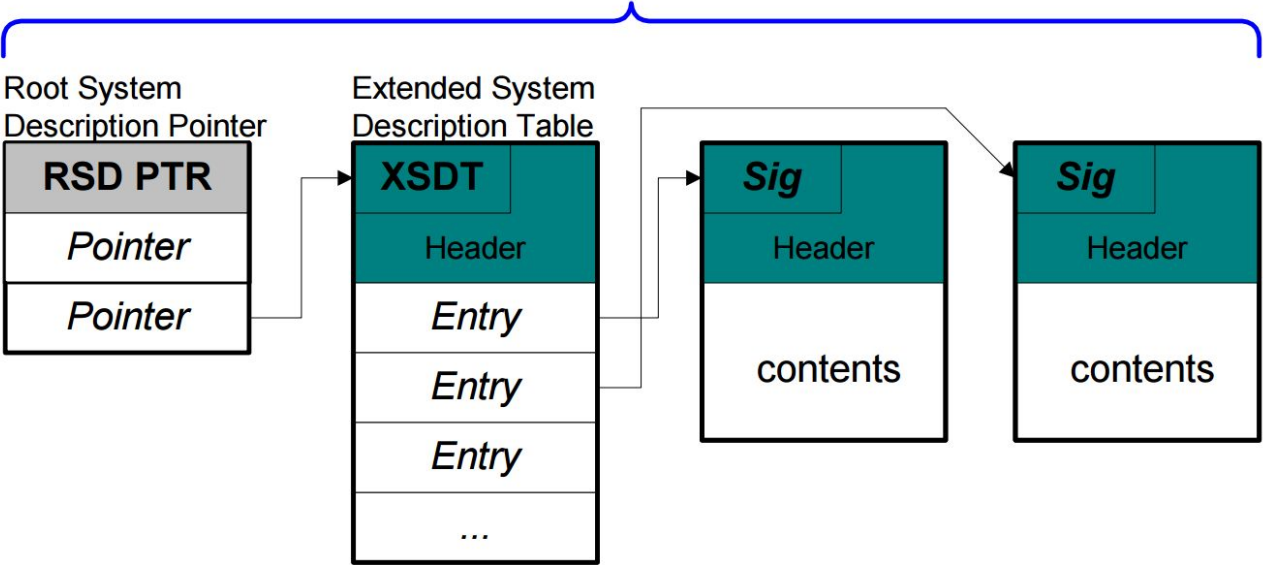 Root System
Description Pointer
RSD PTR
Pointer
Pointer
Extended System
Description Table
XSDT
Header
Entry
Entry
Entry
...
Sig
Header
contents
Sig
Header
contents